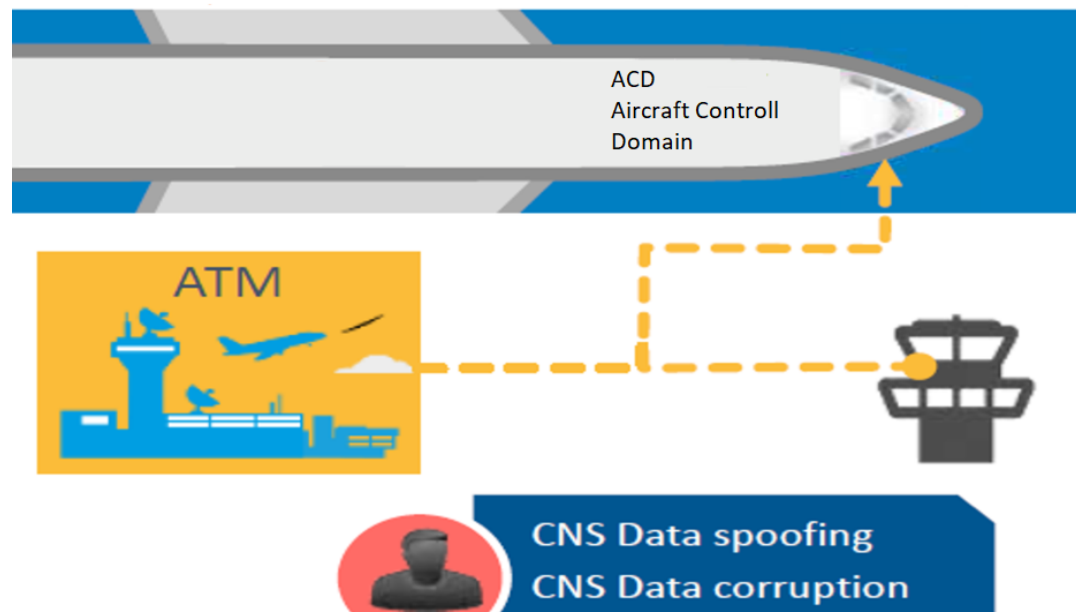 ACD
Aircraft Controll
Domain
ATM
CNS Data spoofing
CNS Data corruption